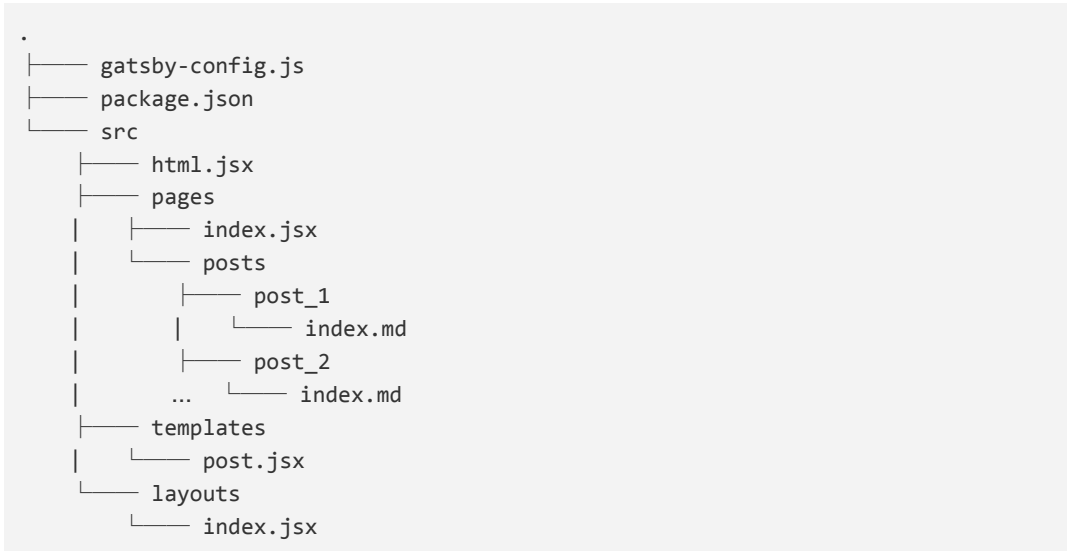 .
├── gatsby-config.js
├── package.json
└── src
    ├── html.jsx
    ├── pages
    |   ├── index.jsx
    |   └── posts
    |       ├── post_1
    |       |   └── index.md
    |       ├── post_2
    |       ...   └── index.md
    ├── templates
    |   └── post.jsx
    └── layouts
        └── index.jsx